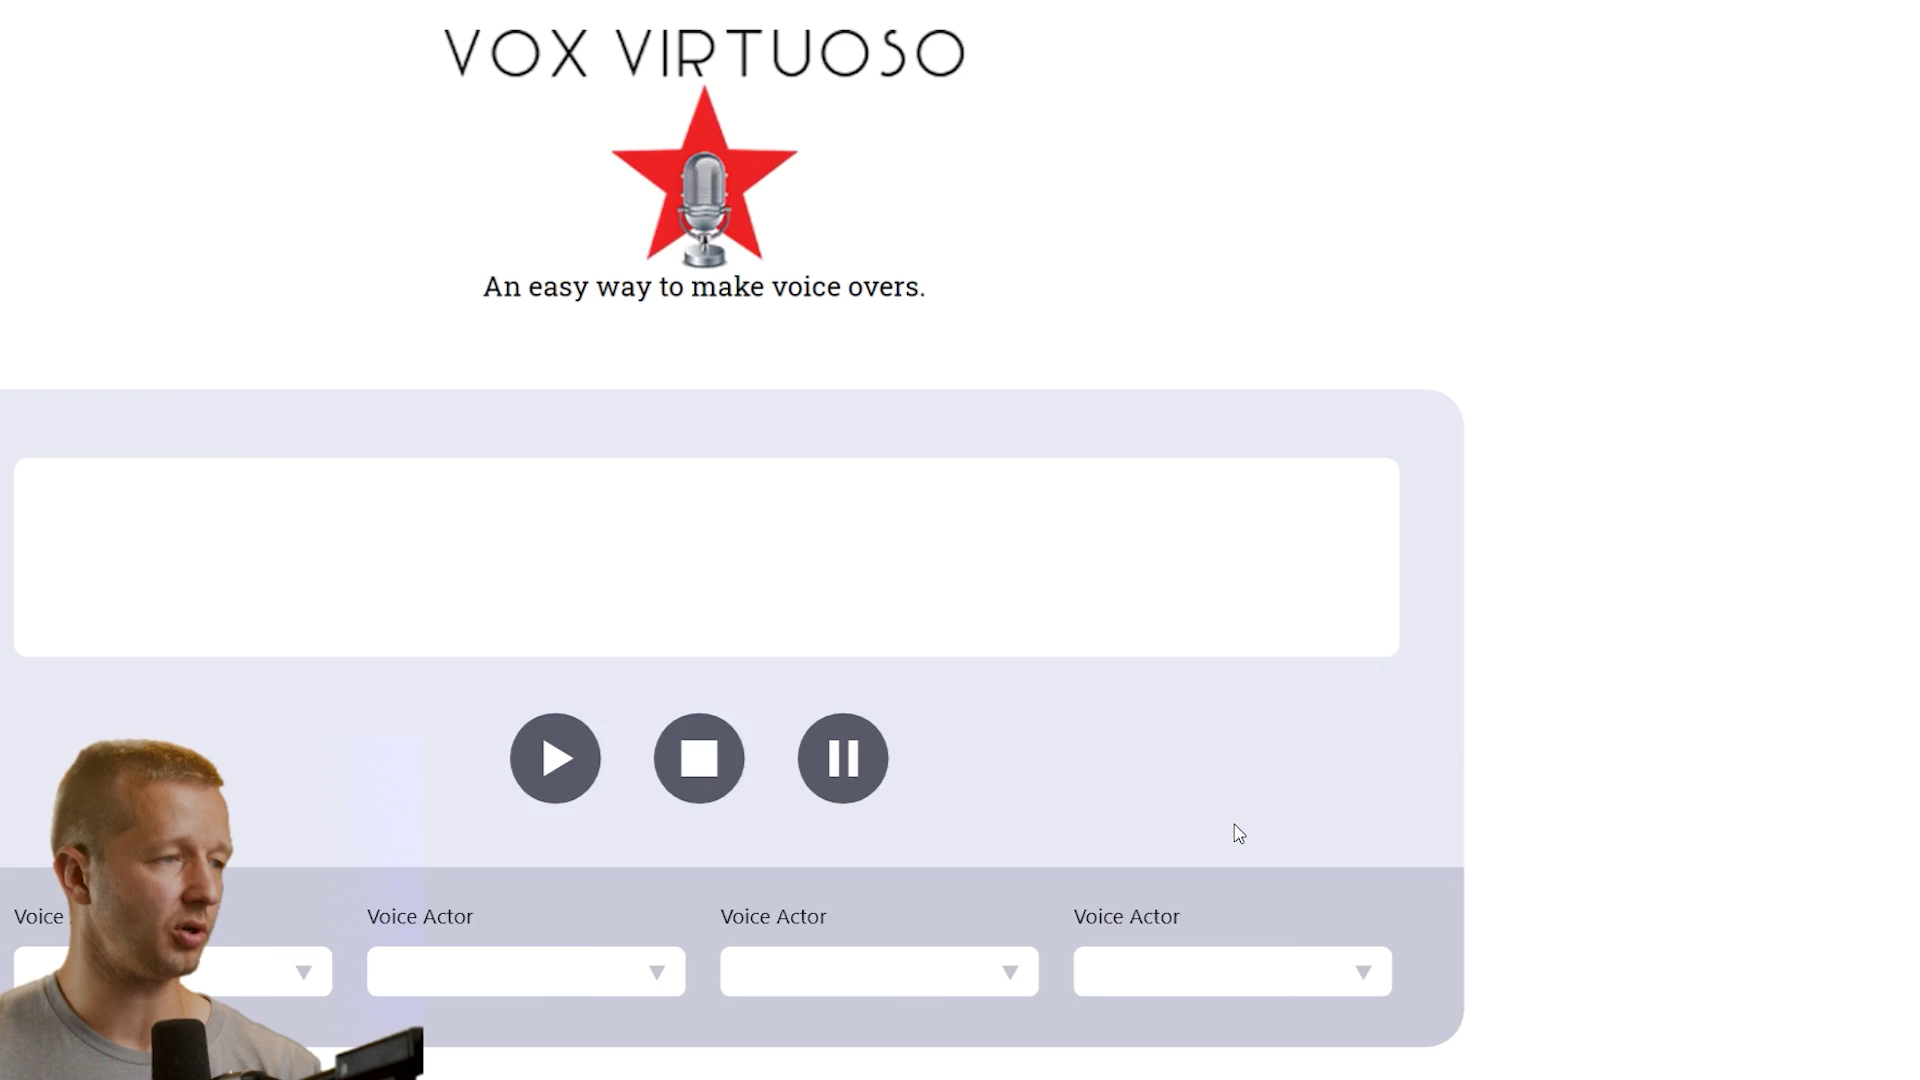 VOX VIRTUOSO
An easy way to make voice overs.
Voice
Voice Actor
Voice Actor
Voice Actor